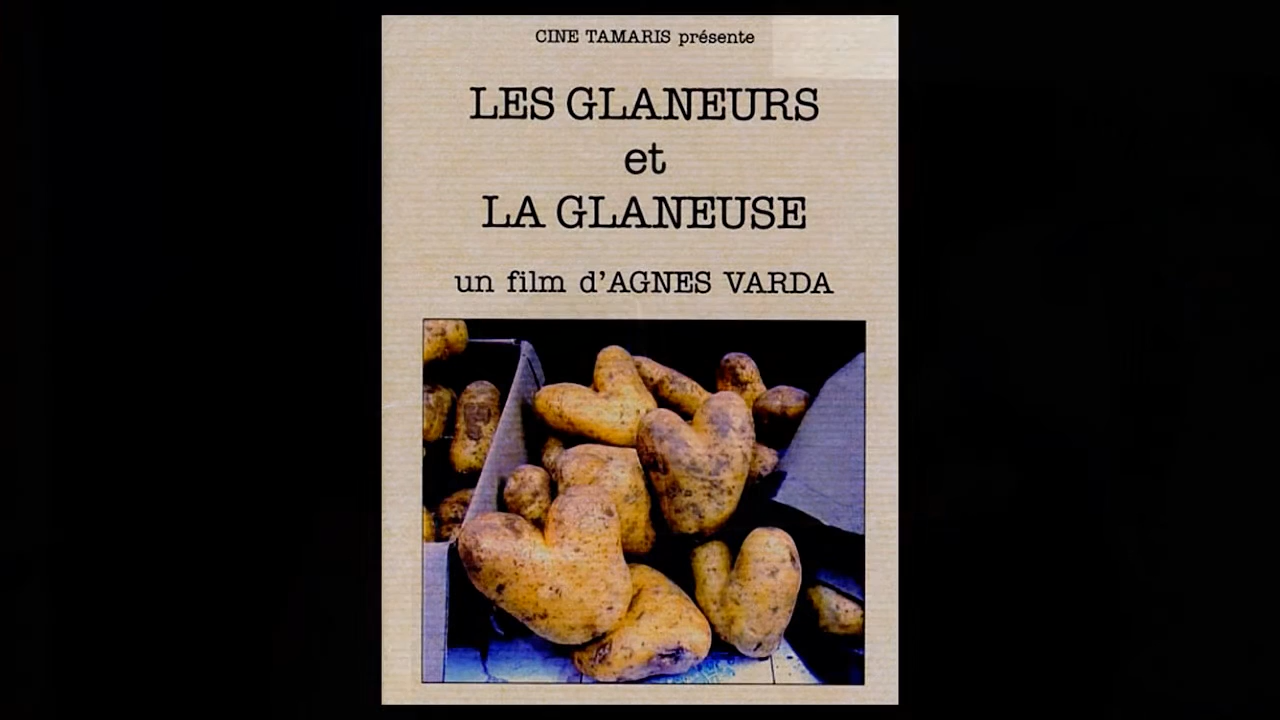 CINE TAMARIS présente
LES GLANEURS
et
LA GLANEUSE
un film d'AGNES VARDA